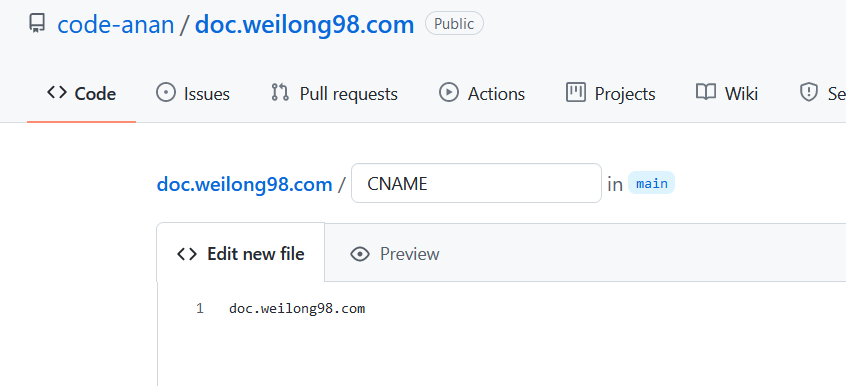 code-anan / doc.weilong98.com Public
Code Issues Pull requests Actions Projects Wiki Se
doc.weilong98.com / CNAME in main
Edit new file Preview
1 doc.weilong98.com